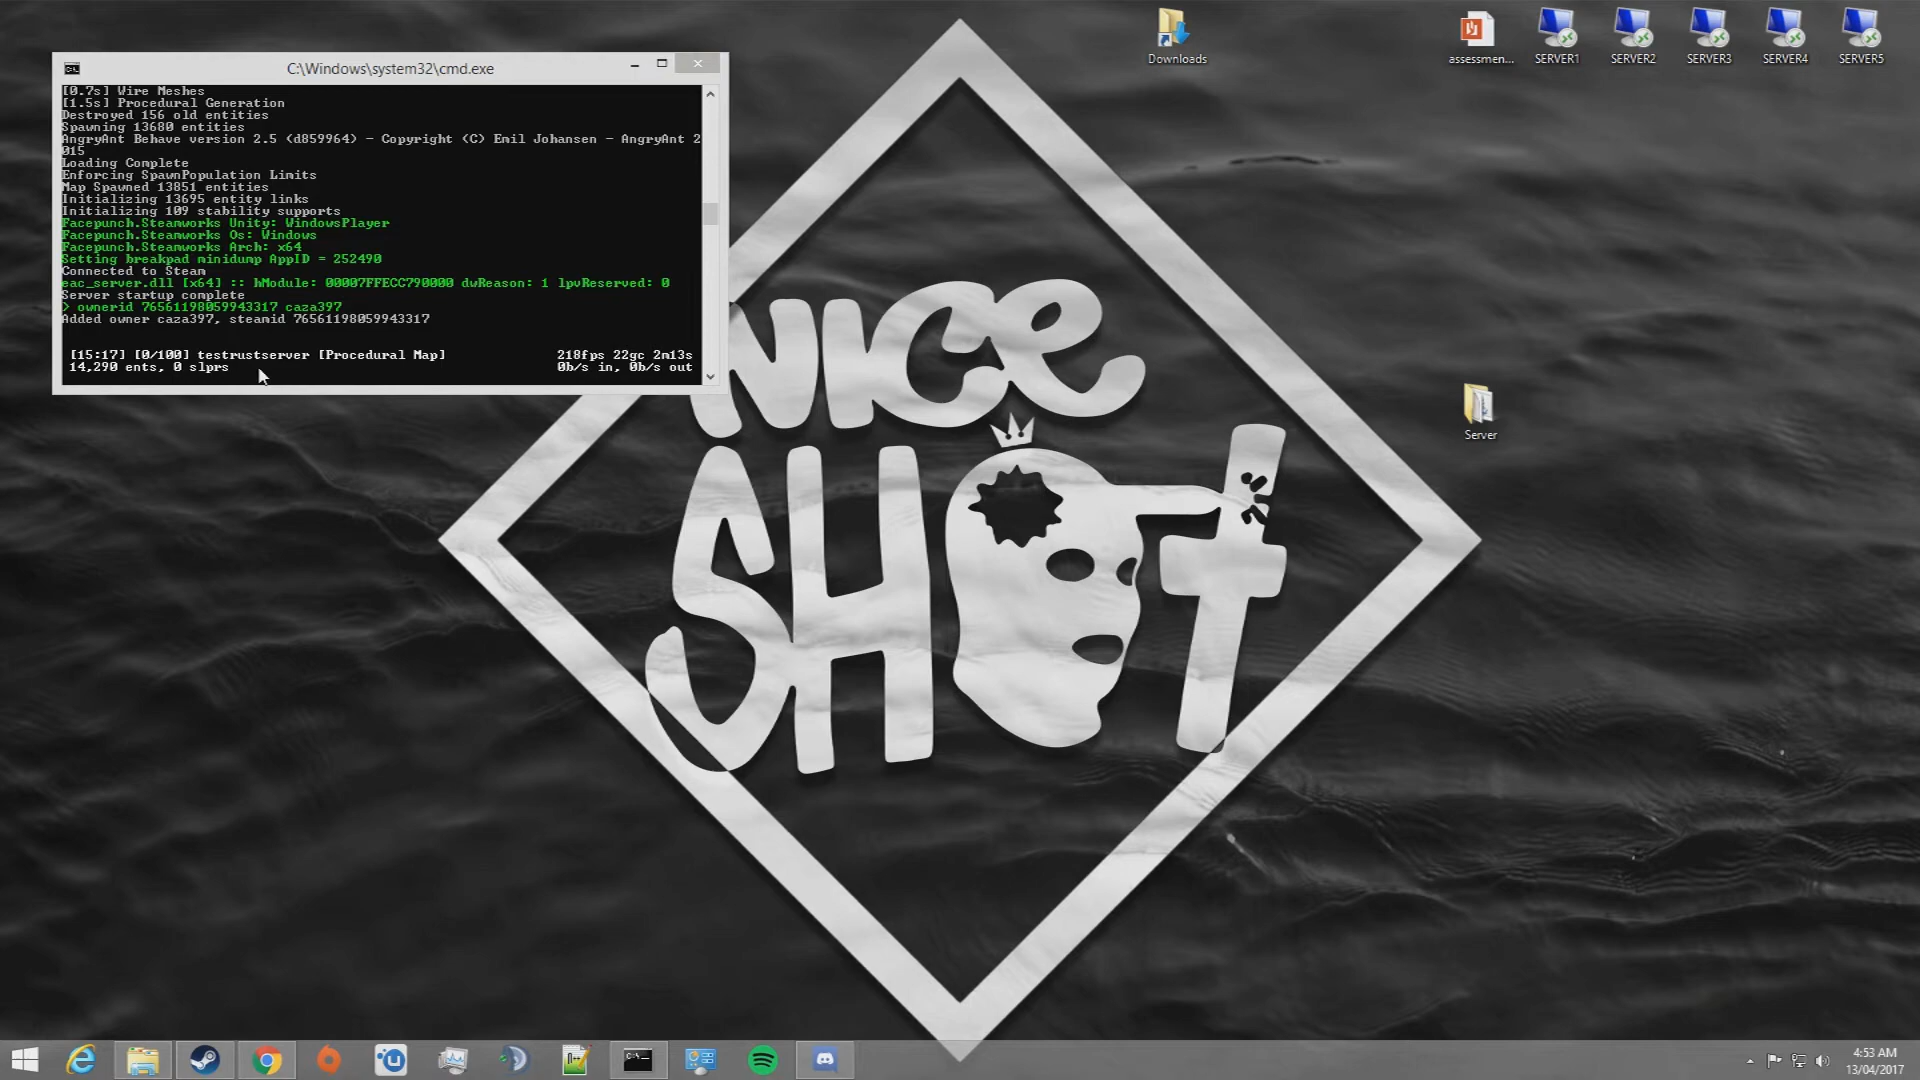 Downloads
assessmen...
SERVER1
SERVER2
SERVER3
SERVER4
SERVER5
C:\Windows\system32\cmd.exe
[0.7s] Wire Meshes
[1.5s] Procedural Generation
Destroyed 156 old entities
Spawning 13680 entities
AngryAnt Behave version 2.5 (d859964) - Copyright (C) Emil Johansen - AngryAnt 2
015
Loading Complete
Enforcing SpawnPopulation Limits
Map Spawned 13851 entities
Initializing 13695 entity links
Initializing 109 stability supports
Facepunch.Steamworks Unity: WindowsPlayer
Facepunch.Steamworks Os: Windows
Facepunch.Steamworks Arch: x64
Setting breakpad minidump AppID = 252490
Connected to Steam
eac_server.dll [x64] :: hModule: 00007FFECC790000 dwReason: 1 lpvReserved: 0
Server startup complete
> ownerid 76561198059943317 caza397
Added owner caza397, steamid 76561198059943317
[15:17] [0/100] testrustserver [Procedural Map] 218fps 22gc 2m13s
14,290 ents, 0 slprs 0b/s in, 0b/s out
NICE
SHOT
Server
4:53 AM
13/04/2017